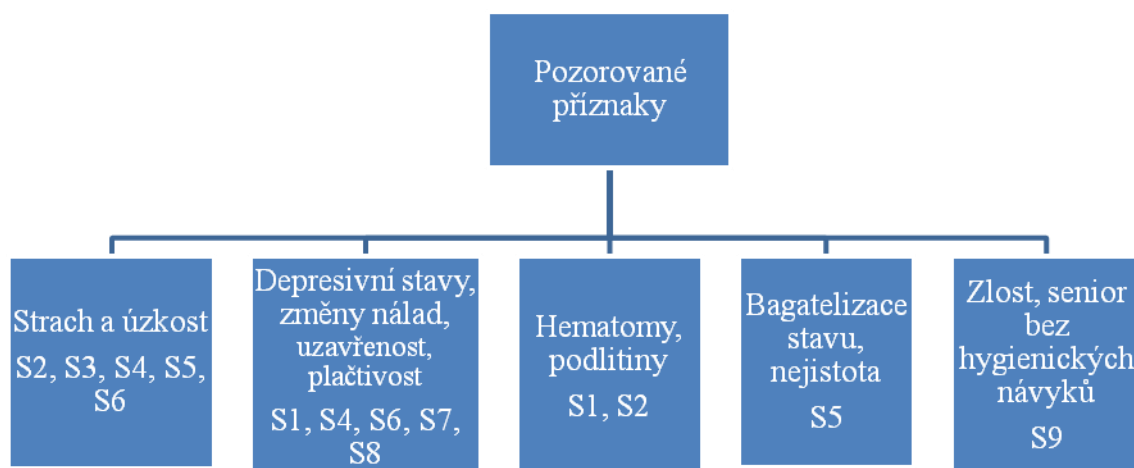 Pozorované
příznaky
Strach a úzkost
S2, S3, S4, S5,
S6
Depresivní stavy,
změny nálad,
uzavřenost,
plačtivost
S1, S4, S6, S7,
S8
Hematomy,
podlitiny
S1, S2
Bagatelizace
stavu, nejistota
S5
Zlost, senior
bez
hygienických
návyků
S9